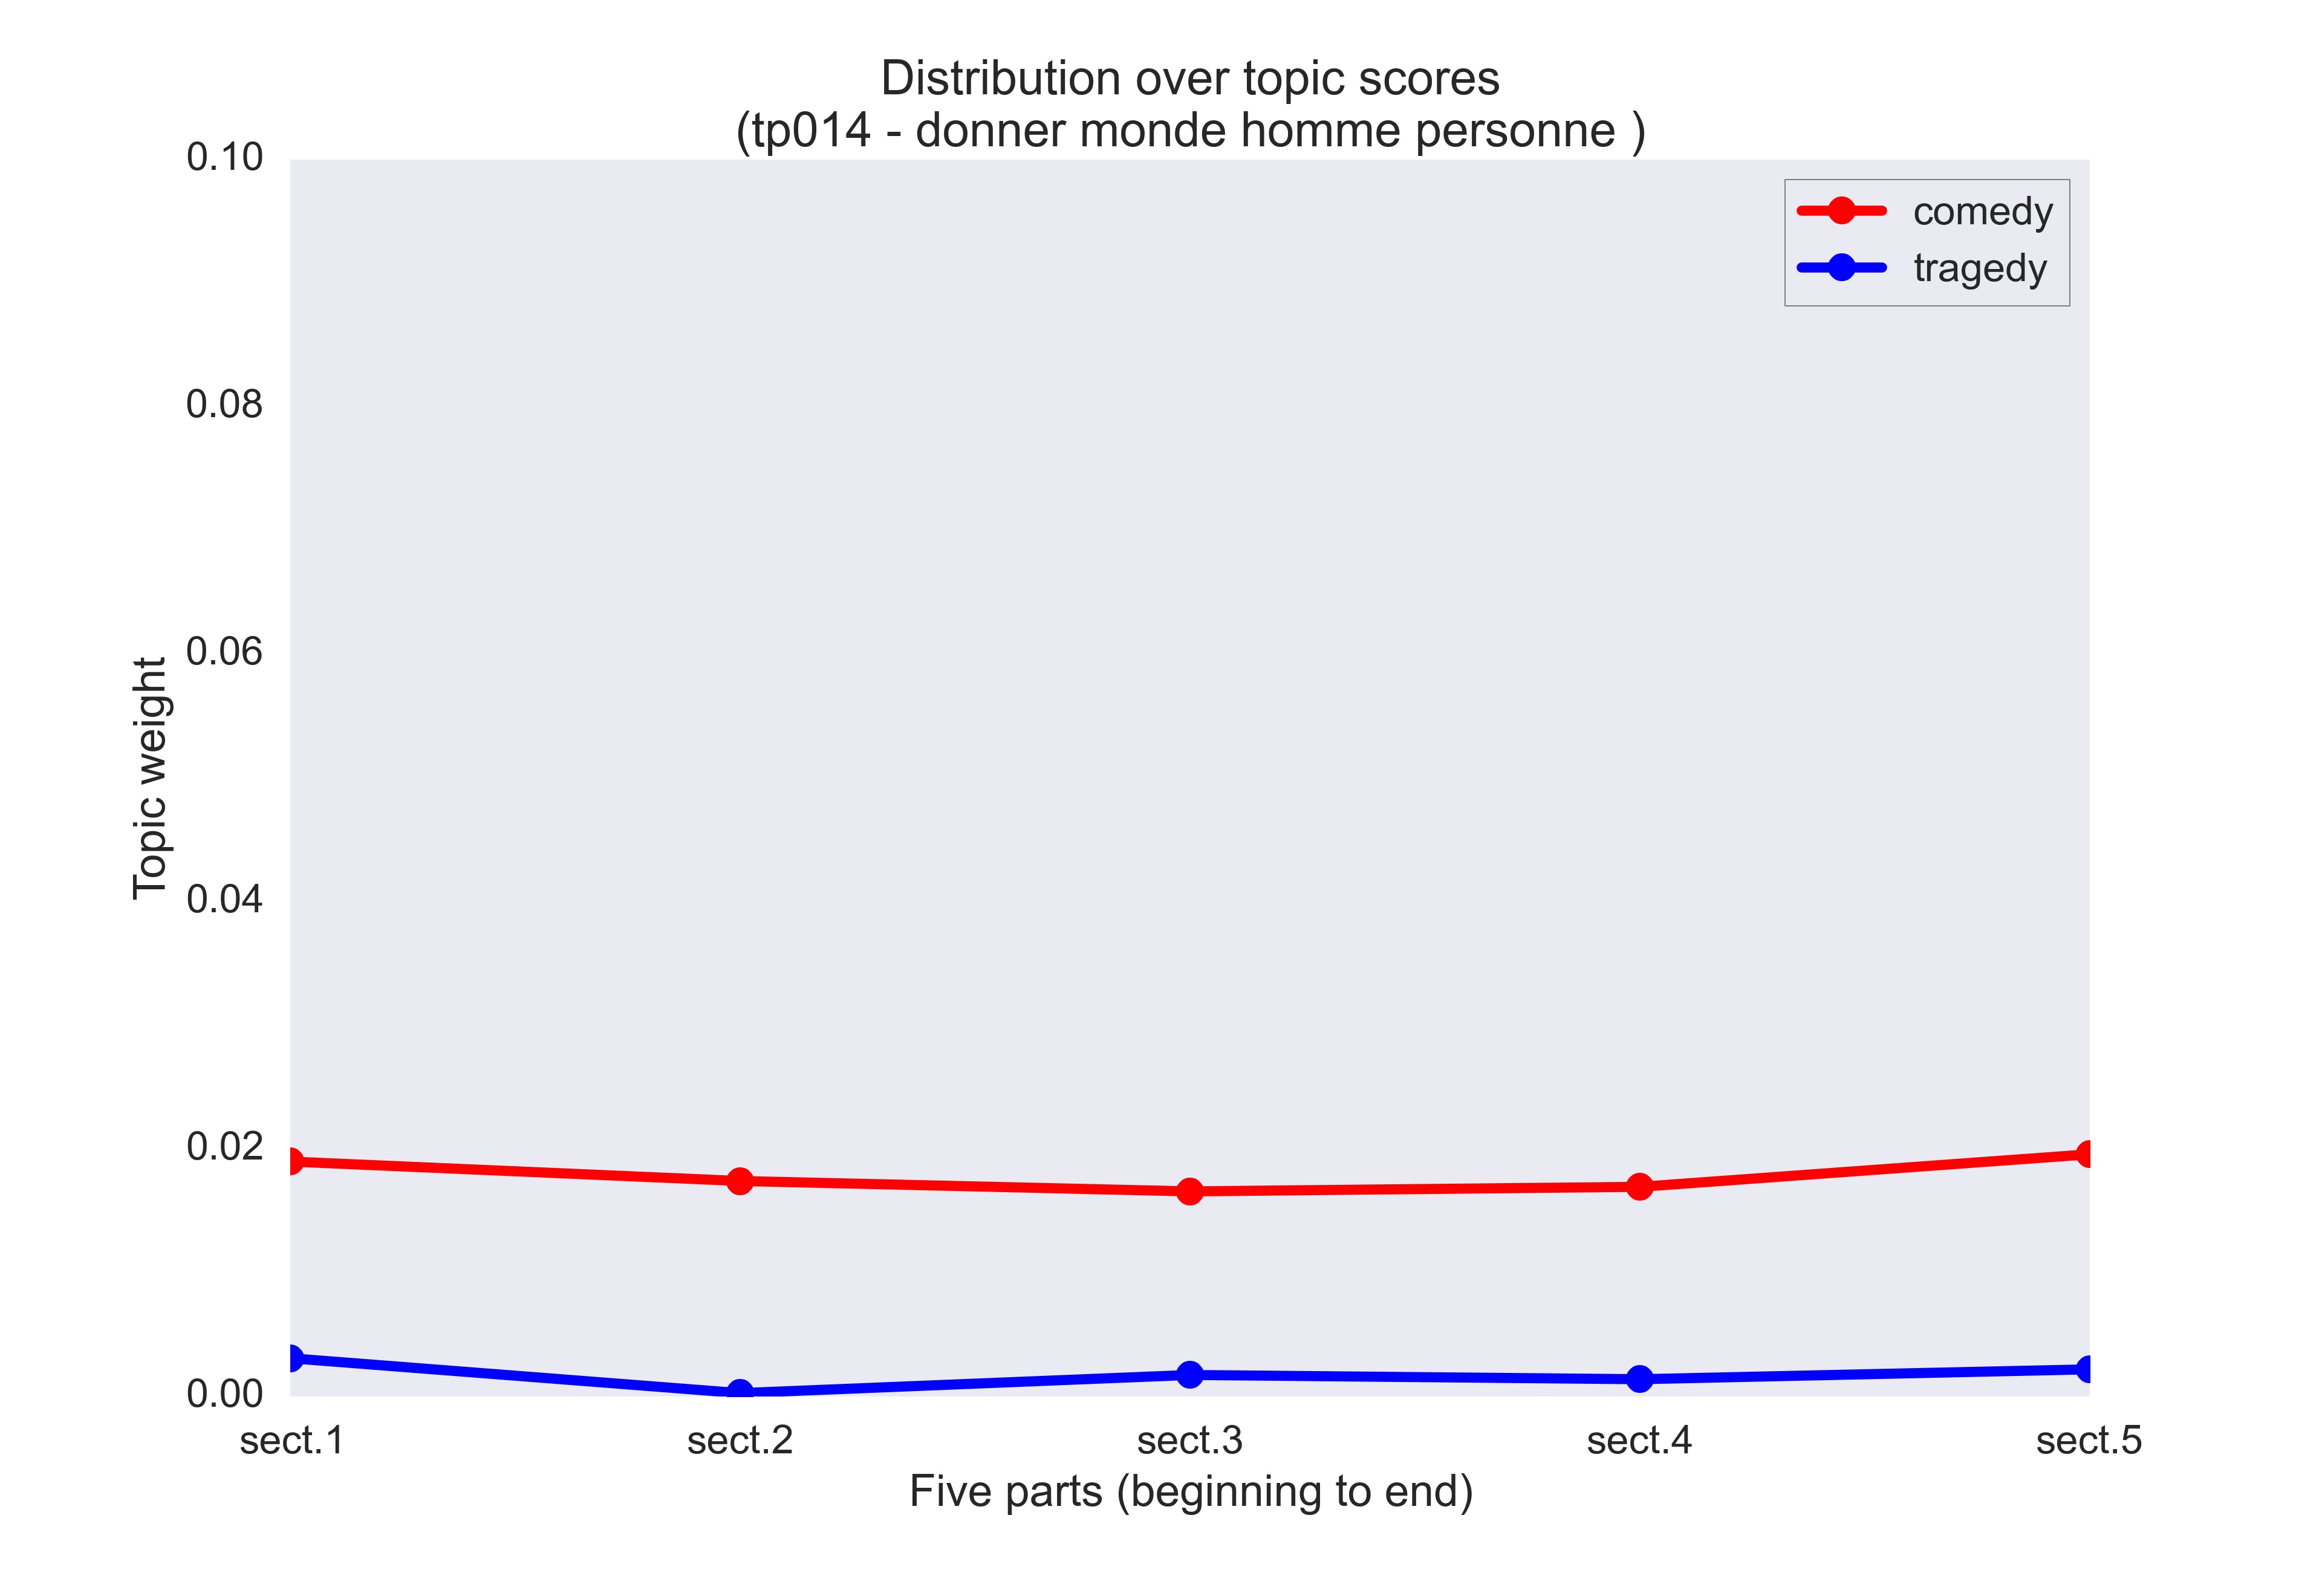 Distribution over topic scores
(tp014 - donner monde homme personne )
comedy
tragedy
Topic weight
0.10
0.08
0.06
0.04
0.02
0.00
sect.1 sect.2 sect.3 sect.4 sect.5
Five parts (beginning to end)